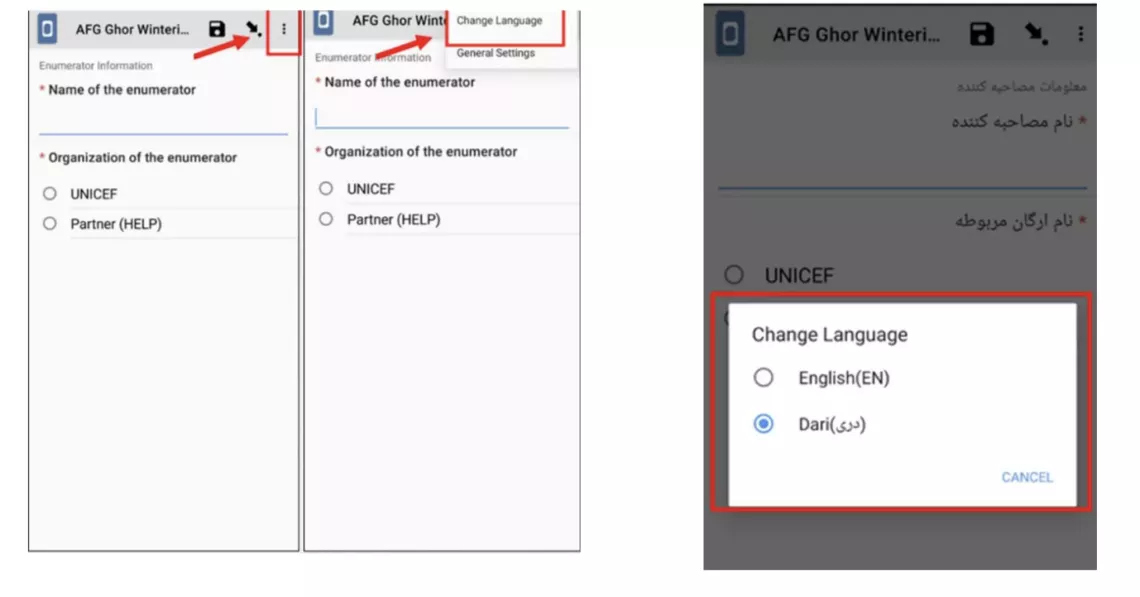 AFG Ghor Winteri...
Enumerator Information
* Name of the enumerator
* Organization of the enumerator
UNICEF
Partner (HELP)
AFG Ghor Wint
Change Language
General Settings
Enumerator Information
* Name of the enumerator
* Organization of the enumerator
UNICEF
Partner (HELP)
AFG Ghor Winteri...
معلومات مصاحبه کننده
* نام مصاحبه کننده
* نام ارگان مربوطه
UNICEF
Change Language
English(EN)
Dari(دری)
CANCEL